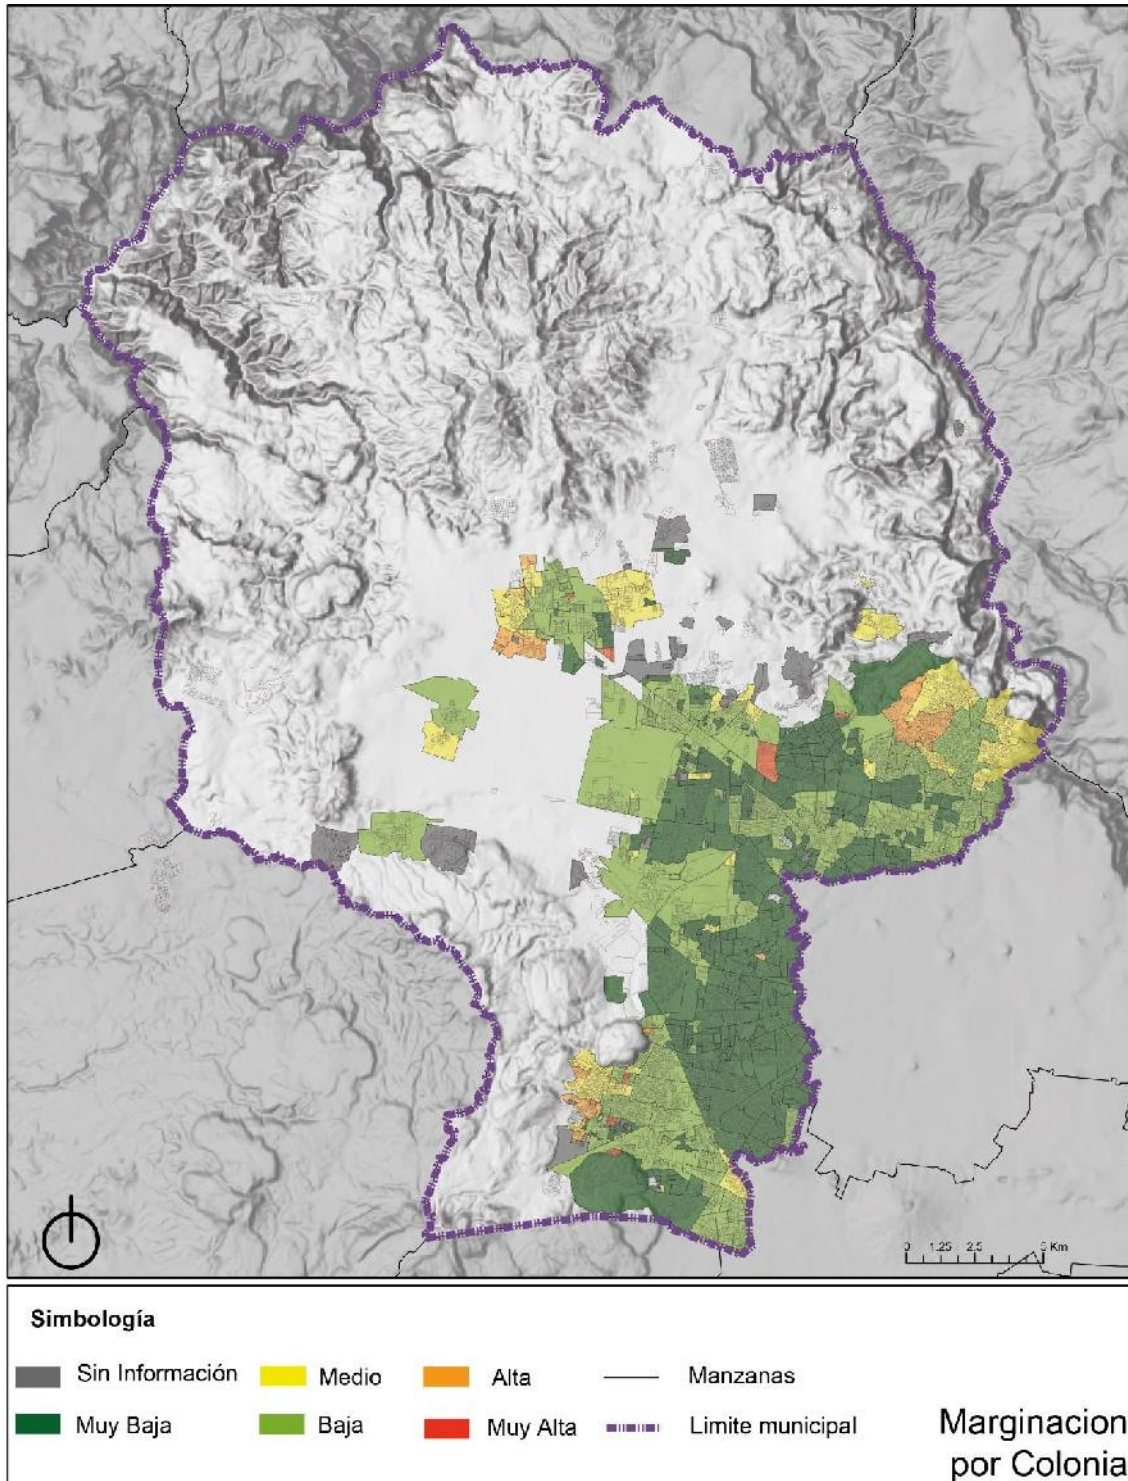 0 1.25 2.5 5 Km
Simbología
Sin Información Medio Alta Manzanas
Muy Baja Baja Muy Alta Limite municipal
Marginacion
por Colonia